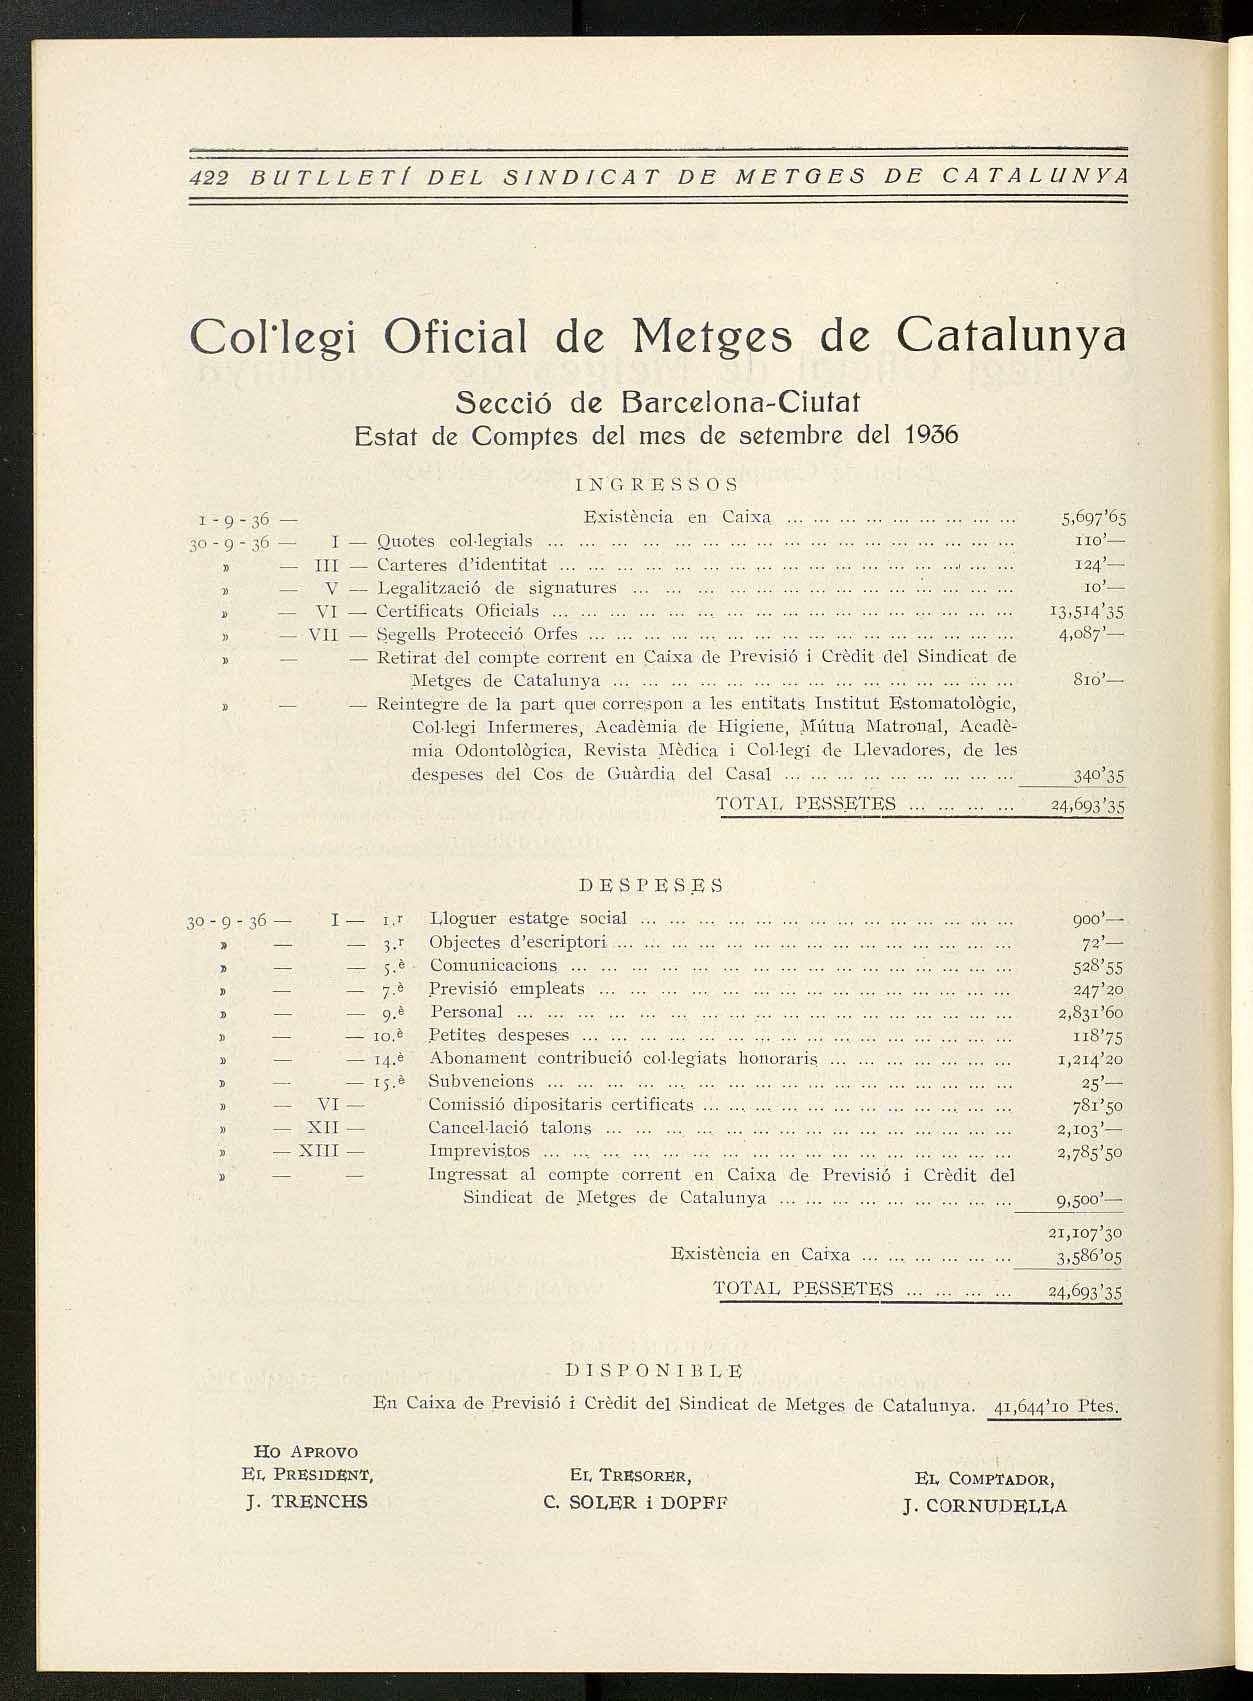 422 BUTLLETÍ DEL SINDICAT DE METGES DE CATALUNYA
Col·legi Oficial de Metges de Catalunya
Secció de Barcelona-Ciutat
Estat de Comptes del mes de setembre del 1936
INGRESSOS
1 - 9 - 36 — Existència en Caixa ... ... ... ... ... ... ... ... ... 5,697'65
30 - 9 - 36 — I — Quotes col·legials ... ... ... ... ... ... ... ... ... 110'—
» — III — Carteres d'identitat ... ... ... ... ... ... ... ... ... 124'—
» — V — Legalització de signatures ... ... ... ... ... ... ... ... ... 10'—
» — VI — Certificats Oficials ... ... ... ... ... ... ... ... ... 13,514'35
» — VII — Segells Protecció Orfes ... ... ... ... ... ... ... ... ... 4,087'—
» — — Retirat del compte corrent en Caixa de Previsió i Crèdit del Sindicat de
Metges de Catalunya ... ... ... ... ... ... ... ... ... 810'—
» — — Reintegre de la part que correspon a les entitats Institut Estomatològic,
Col·legi Infermeres, Acadèmia de Higiene, Mútua Matronal, Acadè-
mia Odontològica, Revista Mèdica i Col·legi de Llevadores, de les
despeses del Cos de Guàrdia del Casal ... ... ... ... ... ... ... ... ... 340'35
TOTAL PESSETES ... ... ... ... 24,693'35
DESPESES
30 - 9 - 36 — I — 1.r Lloguer estatge social ... ... ... ... ... ... ... ... ... 900'—
» — — 3.r Objectes d'escriptori ... ... ... ... ... ... ... ... ... 72'—
» — — 5.è Comunicacions ... ... ... ... ... ... ... ... ... 528'55
» — — 7.è Previsió empleats ... ... ... ... ... ... ... ... ... 247'20
» — — 9.è Personal ... ... ... ... ... ... ... ... ... 2,831'60
» — — 10.è Petites despeses ... ... ... ... ... ... ... ... ... 118'75
» — — 14.è Abonament contribució col·legiats honoraris ... ... ... ... ... ... ... 1,214'20
» — — 15.è Subvencions ... ... ... ... ... ... ... ... ... 25'—
» — VI — Comissió dipositaris certificats ... ... ... ... ... ... ... ... ... 781'50
» — XII — Cancel·lació talons ... ... ... ... ... ... ... ... ... 2,103'—
» — XIII — Imprevistos ... ... ... ... ... ... ... ... ... 2,785'50
» — — Ingressat al compte corrent en Caixa de Previsió i Crèdit del
Sindicat de Metges de Catalunya ... ... ... ... ... ... ... ... ... 9,500'—
21,107'30
Existència en Caixa ... ... ... ... ... ... 3,586'05
TOTAL PESSETES ... ... ... ... 24,693'35
DISPONIBLE
En Caixa de Previsió i Crèdit del Sindicat de Metges de Catalunya. 41,644'10 Ptes.
HO APROVO
EL PRESIDENT, EL TRESORER, EL COMPTADOR,
J. TRENCHS C. SOLER i DOPFF J. CORNUDELLA